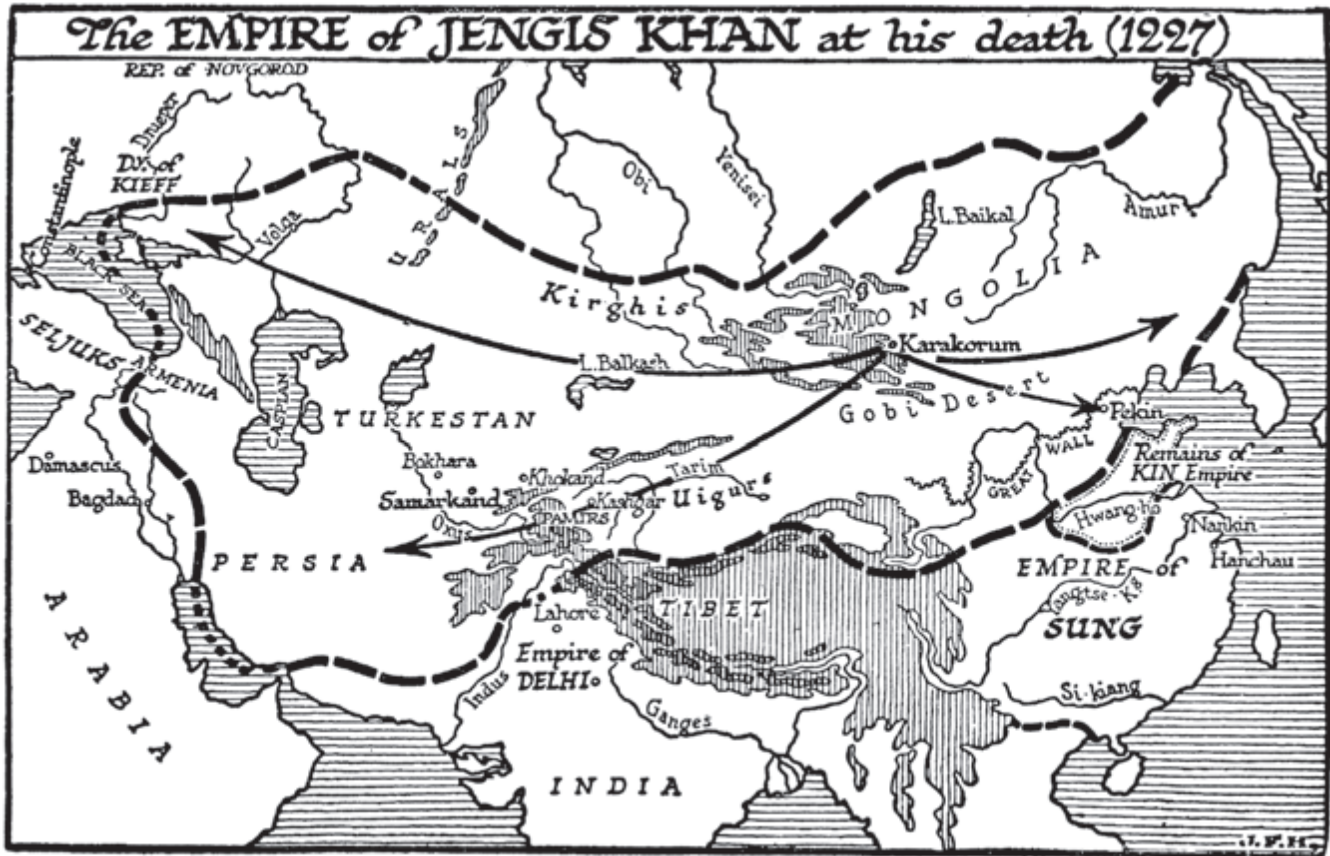 The EMPIRE of JENGIS KHAN at his death (1227)
REP. of NOVGOROD
Dnieper
Dy. of
KIEFF
Constantinople
BLACK SEA
Volga
URALS
Obi
Yenisei
L. Baikal
Amur
MONGOLIA
Kirghis
Karakorum
L. Balkash
Gobi Desert
SELJUKS
ARMENIA
CASPIAN
TURKESTAN
Pekin
GREAT WALL
Remains of
KIN Empire
Damascus
Bagdad
Bokhara
Samarkand
Khokand
Kashgar
Tarim
Uigurs
Oxus
PAMIRS
Hwang-ho
Nankin
Hanchau
PERSIA
EMPIRE of
SUNG
Yangtse-Kg
TIBET
Lahore
Empire of
DELHI
Indus
Ganges
Si-kiang
ARABIA
INDIA
J.F.H.